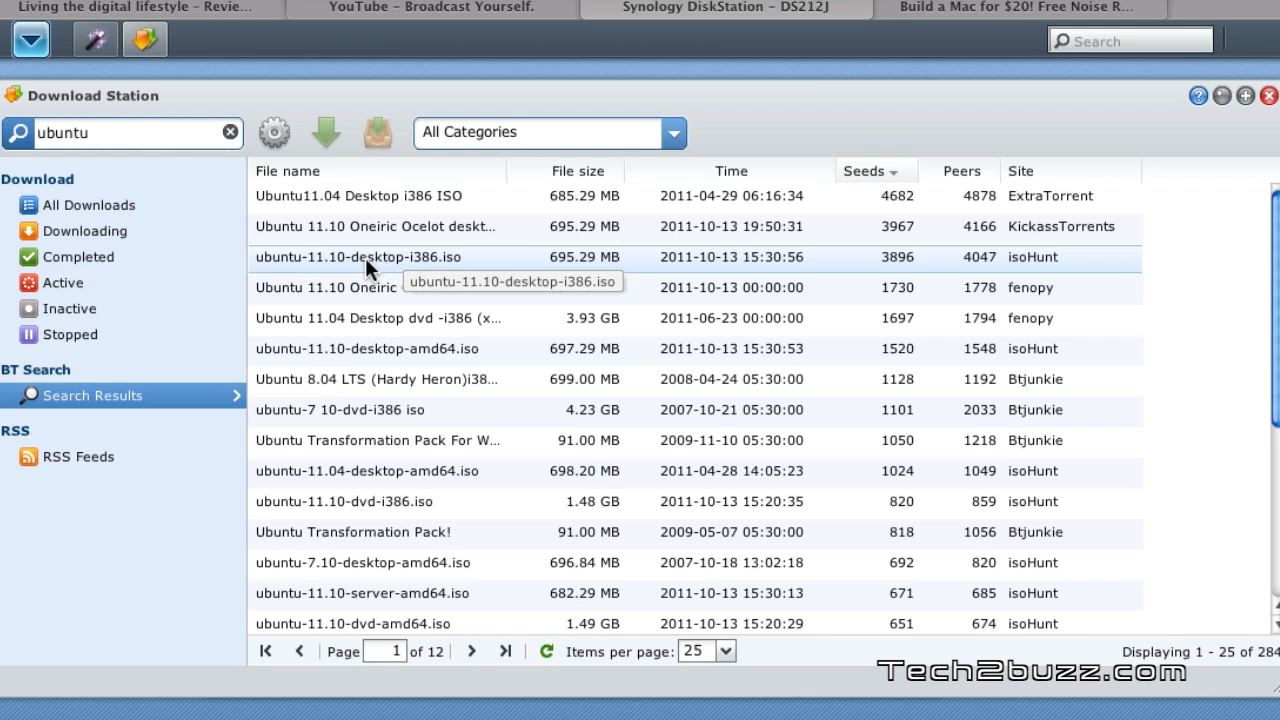 Living the digital lifestyle – Revie...
YouTube – Broadcast Yourself.
Synology DiskStation – DS212J
Build a Mac for $20! Free Noise R...
Search
Download Station
ubuntu
All Categories
Download
All Downloads
Downloading
Completed
Active
Inactive
Stopped
BT Search
Search Results
RSS
RSS Feeds
File name File size Time Seeds Peers Site
Ubuntu11.04 Desktop i386 ISO 685.29 MB 2011-04-29 06:16:34 4682 4878 ExtraTorrent
Ubuntu 11.10 Oneiric Ocelot deskt... 695.29 MB 2011-10-13 19:50:31 3967 4166 KickassTorrents
ubuntu-11.10-desktop-i386.iso 695.29 MB 2011-10-13 15:30:56 3896 4047 isoHunt
ubuntu-11.10-desktop-i386.iso
Ubuntu 11.10 Oneiric 2011-10-13 00:00:00 1730 1778 fenopy
Ubuntu 11.04 Desktop dvd -i386 (x... 3.93 GB 2011-06-23 00:00:00 1697 1794 fenopy
ubuntu-11.10-desktop-amd64.iso 697.29 MB 2011-10-13 15:30:53 1520 1548 isoHunt
Ubuntu 8.04 LTS (Hardy Heron)i38... 699.00 MB 2008-04-24 05:30:00 1128 1192 Btjunkie
ubuntu-7 10-dvd-i386 iso 4.23 GB 2007-10-21 05:30:00 1101 2033 Btjunkie
Ubuntu Transformation Pack For W... 91.00 MB 2009-11-10 05:30:00 1050 1218 Btjunkie
ubuntu-11.04-desktop-amd64.iso 698.20 MB 2011-04-28 14:05:23 1024 1049 isoHunt
ubuntu-11.10-dvd-i386.iso 1.48 GB 2011-10-13 15:20:35 820 859 isoHunt
Ubuntu Transformation Pack! 91.00 MB 2009-05-07 05:30:00 818 1056 Btjunkie
ubuntu-7.10-desktop-amd64.iso 696.84 MB 2007-10-18 13:02:18 692 820 isoHunt
ubuntu-11.10-server-amd64.iso 682.29 MB 2011-10-13 15:30:13 671 685 isoHunt
ubuntu-11.10-dvd-amd64.iso 1.49 GB 2011-10-13 15:20:29 651 674 isoHunt
Page 1 of 12 Items per page: 25 Displaying 1 - 25 of 284
Tech2buzz.com